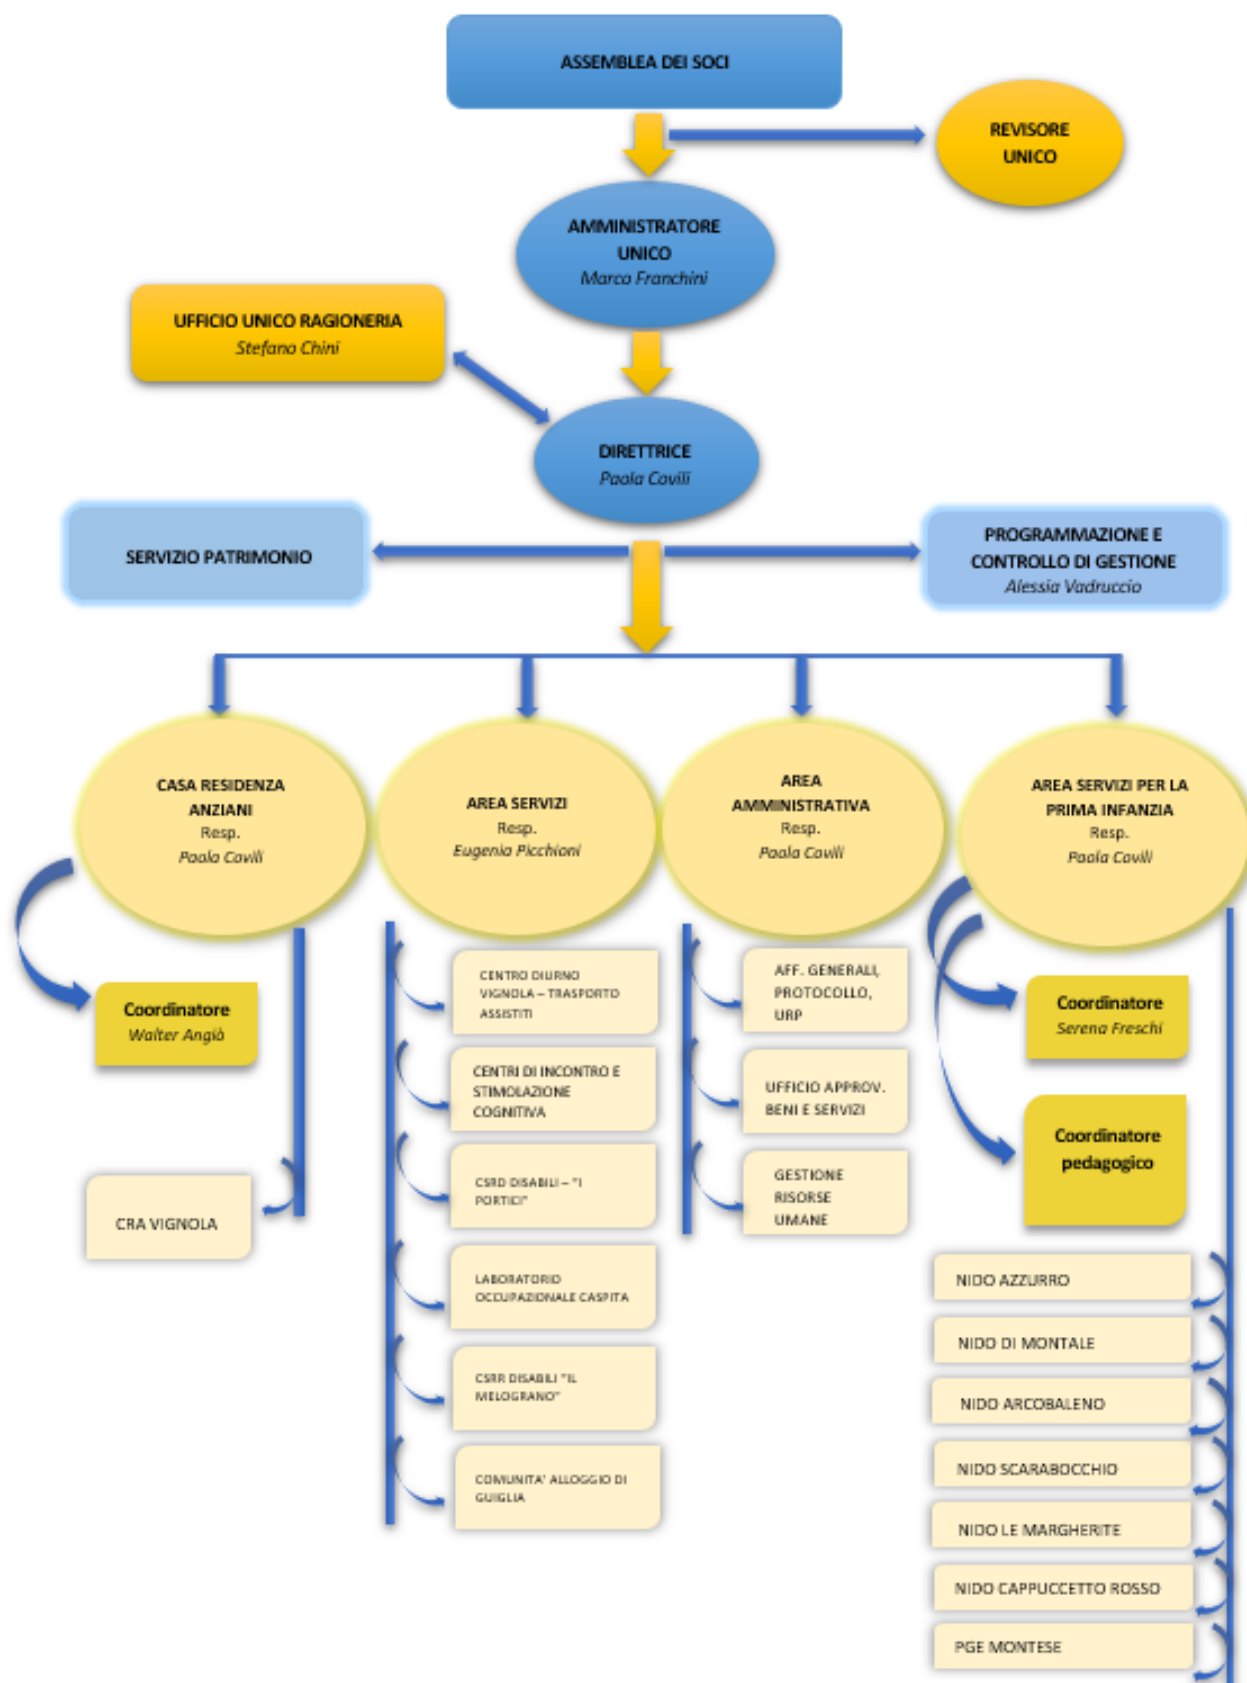 ASSEMBLEA DEI SOCI
REVISORE
UNICO
AMMINISTRATORE
UNICO
Marco Franchini
UFFICIO UNICO RAGIONERIA
Stefano Chini
DIRETTRICE
Paola Covili
SERVIZIO PATRIMONIO
PROGRAMMAZIONE E
CONTROLLO DI GESTIONE
Alessia Vadruccio
CASA RESIDENZA
ANZIANI
Resp.
Paola Covili
AREA SERVIZI
Resp.
Eugenia Picchioni
AREA
AMMINISTRATIVA
Resp.
Paola Covili
AREA SERVIZI PER LA
PRIMA INFANZIA
Resp.
Paola Covili
Coordinatore
Walter Angiò
CRA VIGNOLA
CENTRO DIURNO
VIGNOLA – TRASPORTO
ASSISTITI
CENTRI DI INCONTRO E
STIMOLAZIONE
COGNITIVA
CSRD DISABILI – "I
PORTICI"
LABORATORIO
OCCUPAZIONALE CASPITA
CSRR DISABILI "IL
MELOGRANO"
COMUNITA' ALLOGGIO DI
GUIGLIA
AFF. GENERALI,
PROTOCOLLO,
URP
UFFICIO APPROV.
BENI E SERVIZI
GESTIONE
RISORSE
UMANE
Coordinatore
Serena Freschi
Coordinatore
pedagogico
NIDO AZZURRO
NIDO DI MONTALE
NIDO ARCOBALENO
NIDO SCARABOCCHIO
NIDO LE MARGHERITE
NIDO CAPPUCCETTO ROSSO
PGE MONTESE